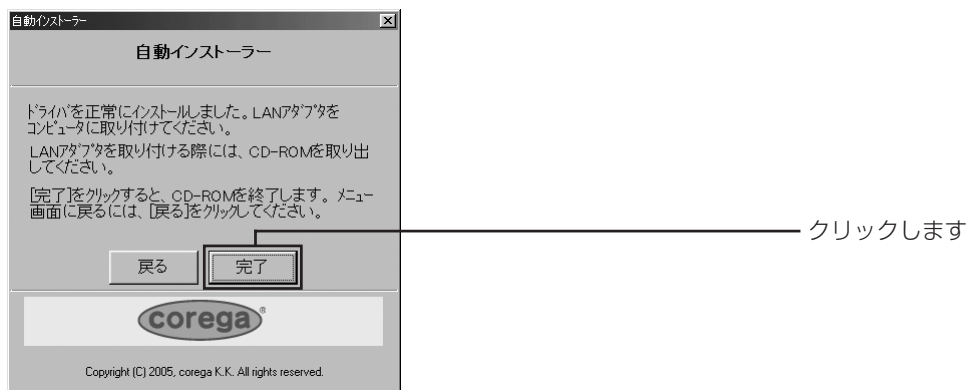 自動インストーラー
自動インストーラー
ドライバを正常にインストールしました。LANアダプタを
コンピュータに取り付けてください。
LANアダプタを取り付ける際には、CD-ROMを取り出
してください。
[完了]をクリックすると、CD-ROMを終了します。メニュー
画面に戻るには、[戻る]をクリックしてください。
クリックします
戻る 完了
corega®
Copyright (C) 2005, corega K.K. All rights reserved.